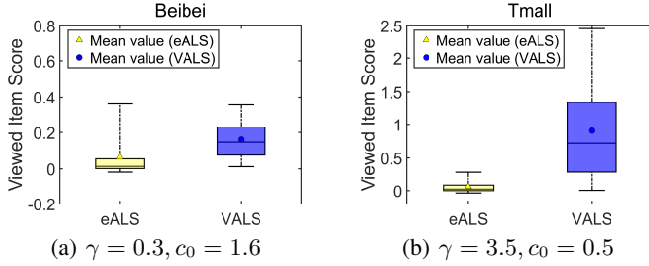 Beibei
Viewed Item Score
0.8
0.6
0.4
0.2
0
-0.2
Mean value (eALS)
Mean value (VALS)
eALS
VALS
(a) γ = 0.3, c₀ = 1.6
Tmall
Viewed Item Score
2.5
2
1.5
1
0.5
0
Mean value (eALS)
Mean value (VALS)
eALS
VALS
(b) γ = 3.5, c₀ = 0.5